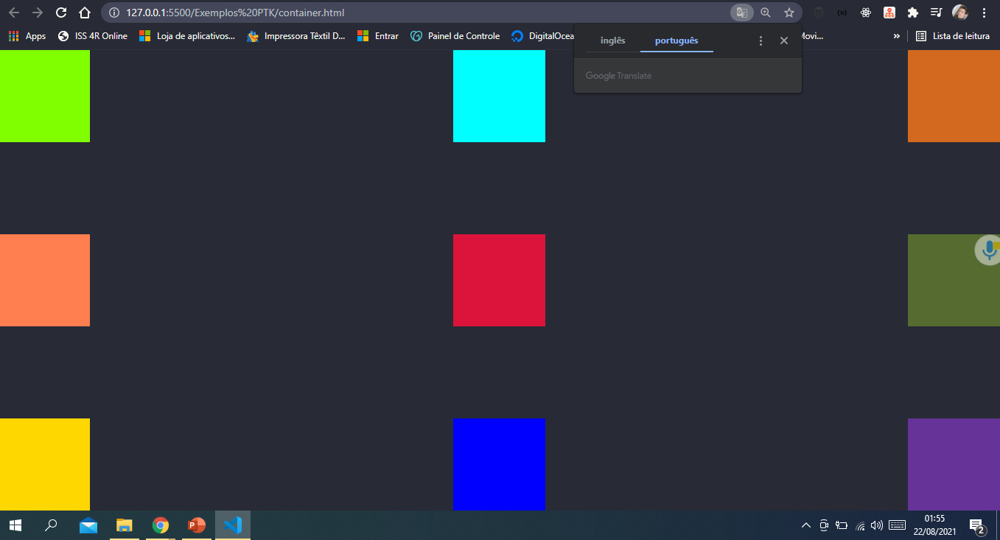 127.0.0.1:5500/Exemplos%20PTK/container.html
Apps ISS 4R Online Loja de aplicativos... Impressora Têxtil D... Entrar Painel de Controle DigitalOcea Movi... » Lista de leitura
inglês português
Google Translate
01:55
22/08/2021
2